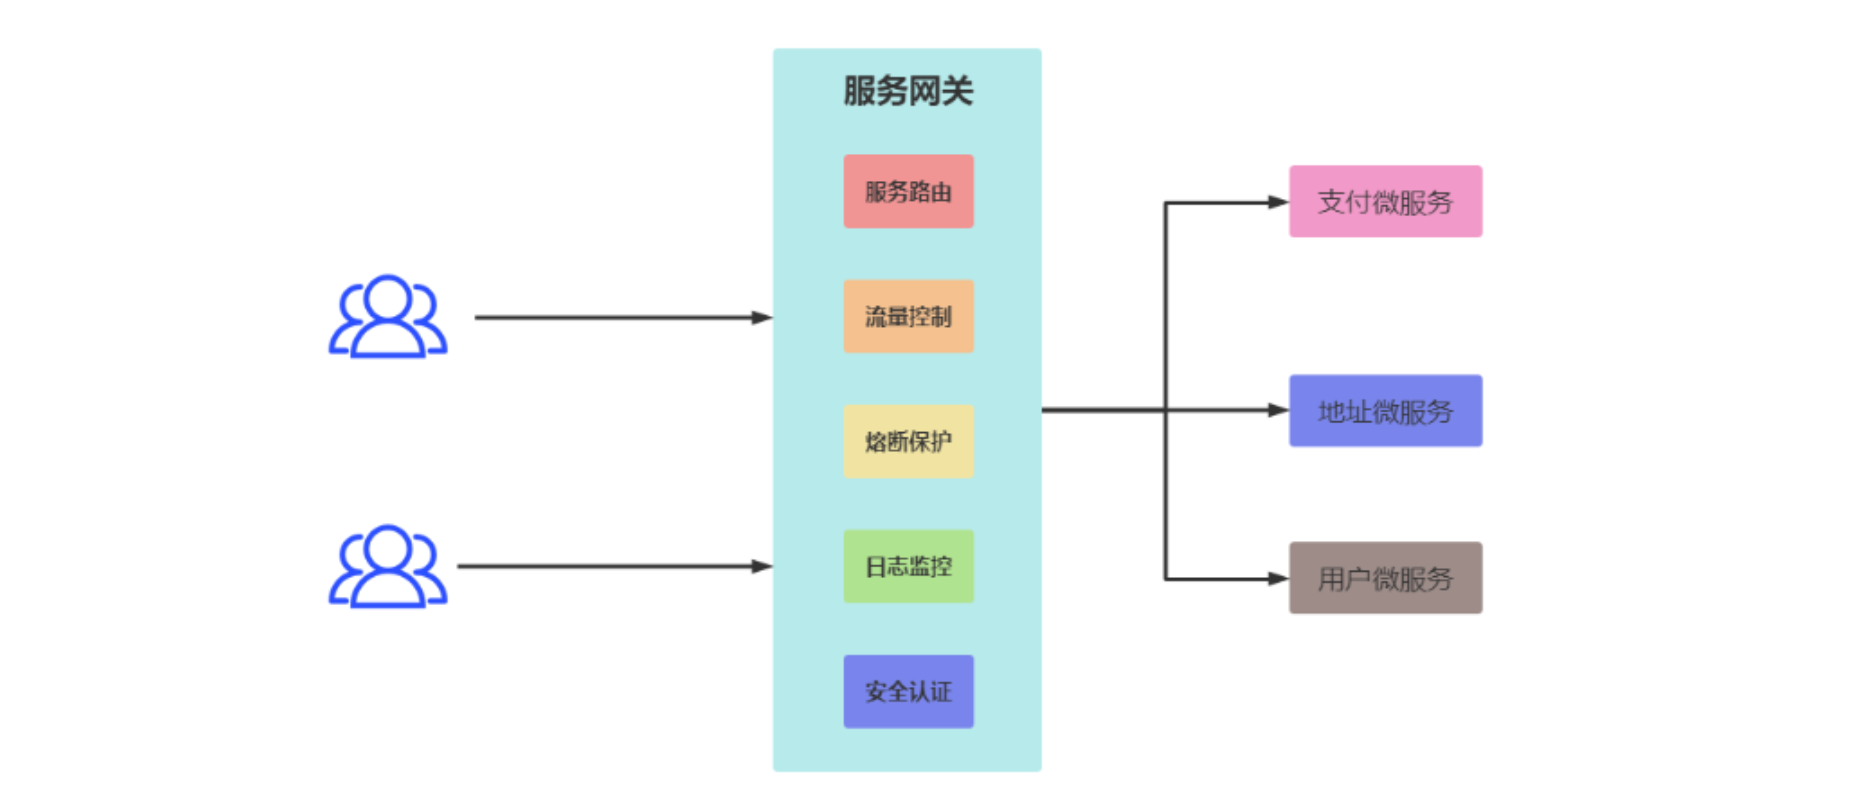 服务网关
服务路由
流量控制
熔断保护
日志监控
安全认证
支付微服务
地址微服务
用户微服务